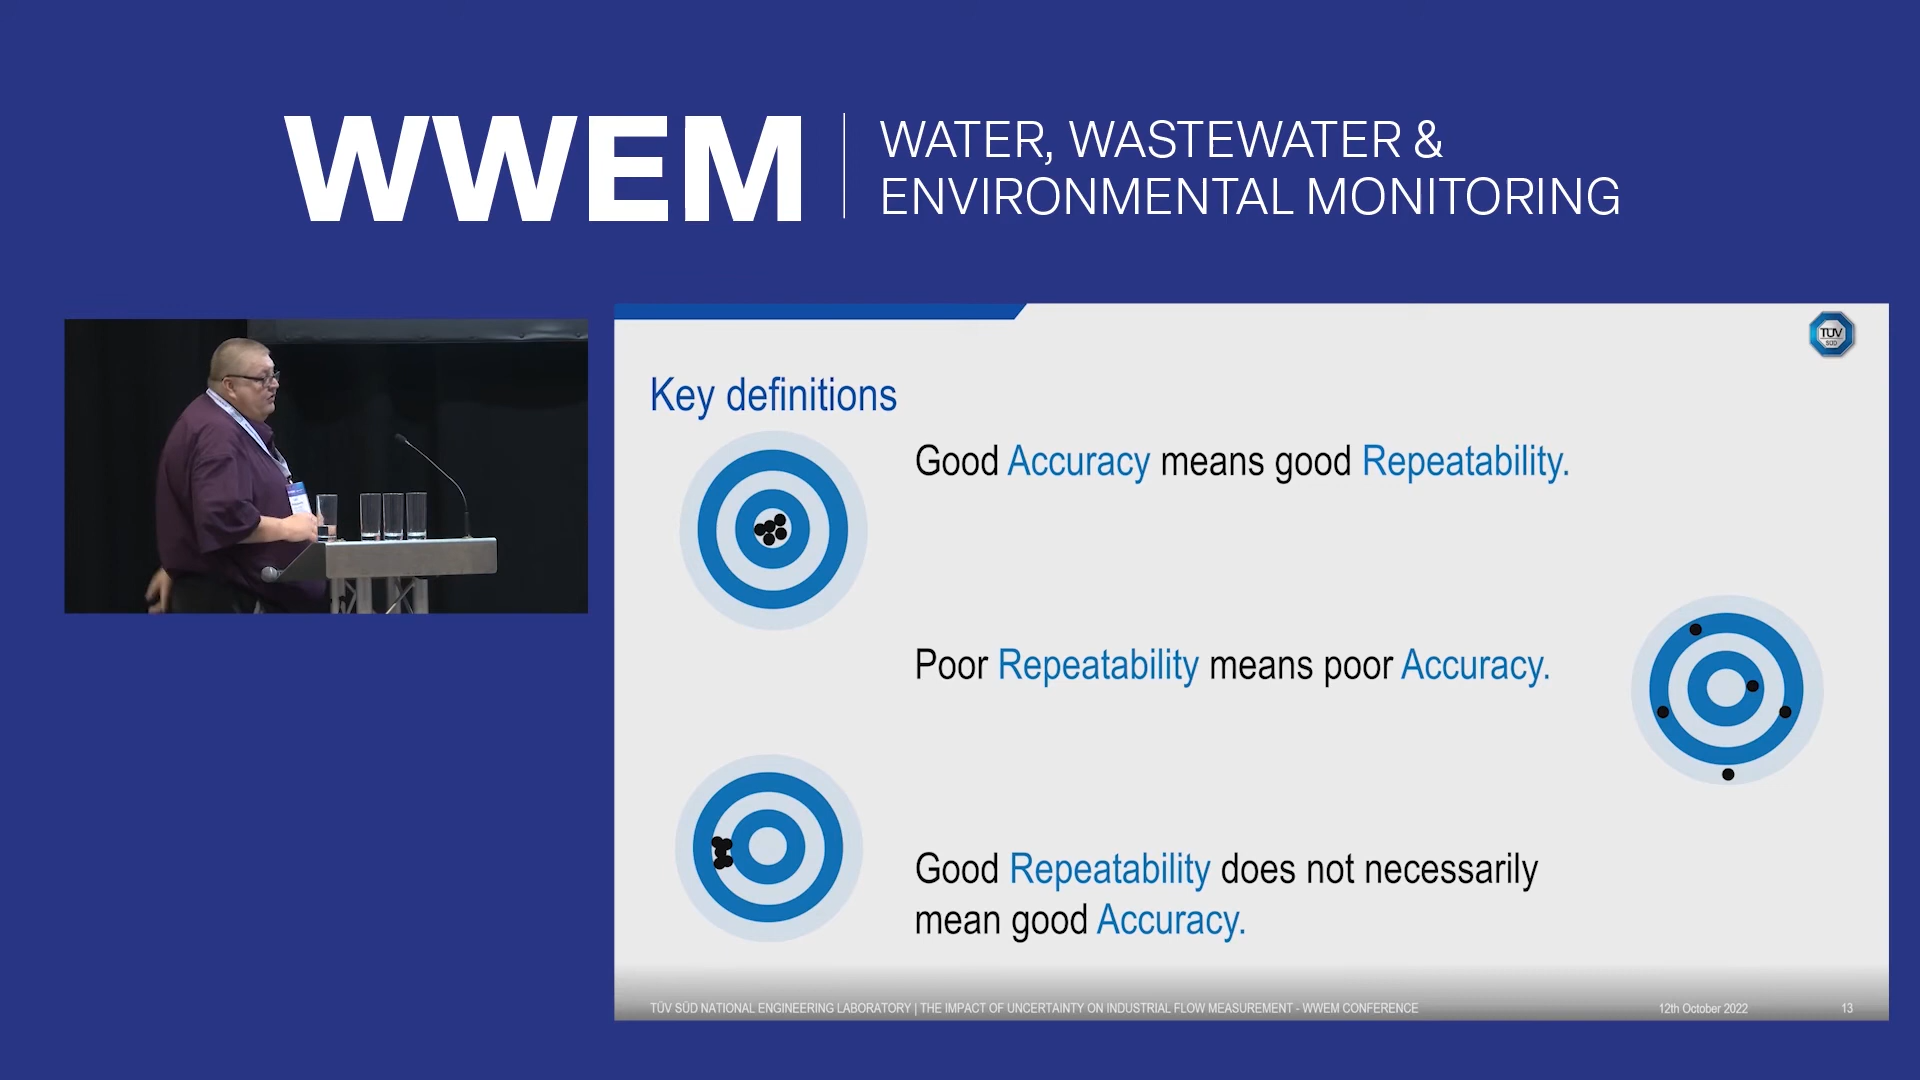 WWEM
WATER, WASTEWATER &
ENVIRONMENTAL MONITORING
TÜV
SÜD
Key definitions
Good Accuracy means good Repeatability.
Poor Repeatability means poor Accuracy.
Good Repeatability does not necessarily
mean good Accuracy.
TÜV SÜD NATIONAL ENGINEERING LABORATORY | THE IMPACT OF UNCERTAINTY ON INDUSTRIAL FLOW MEASUREMENT - WWEM CONFERENCE
12th October 2022
13